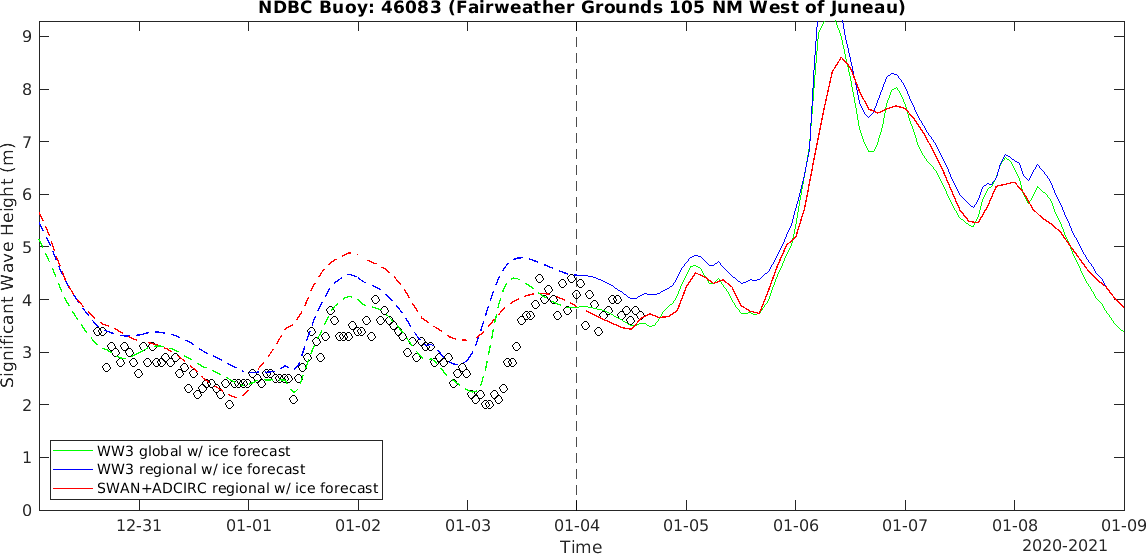 NDBC Buoy: 46083 (Fairweather Grounds 105 NM West of Juneau)
Significant Wave Height (m)
9
8
7
6
5
4
3
2
1
0
WW3 global w/ ice forecast
WW3 regional w/ ice forecast
SWAN+ADCIRC regional w/ ice forecast
12-31 01-01 01-02 01-03 01-04 01-05 01-06 01-07 01-08 01-09
Time
2020-2021